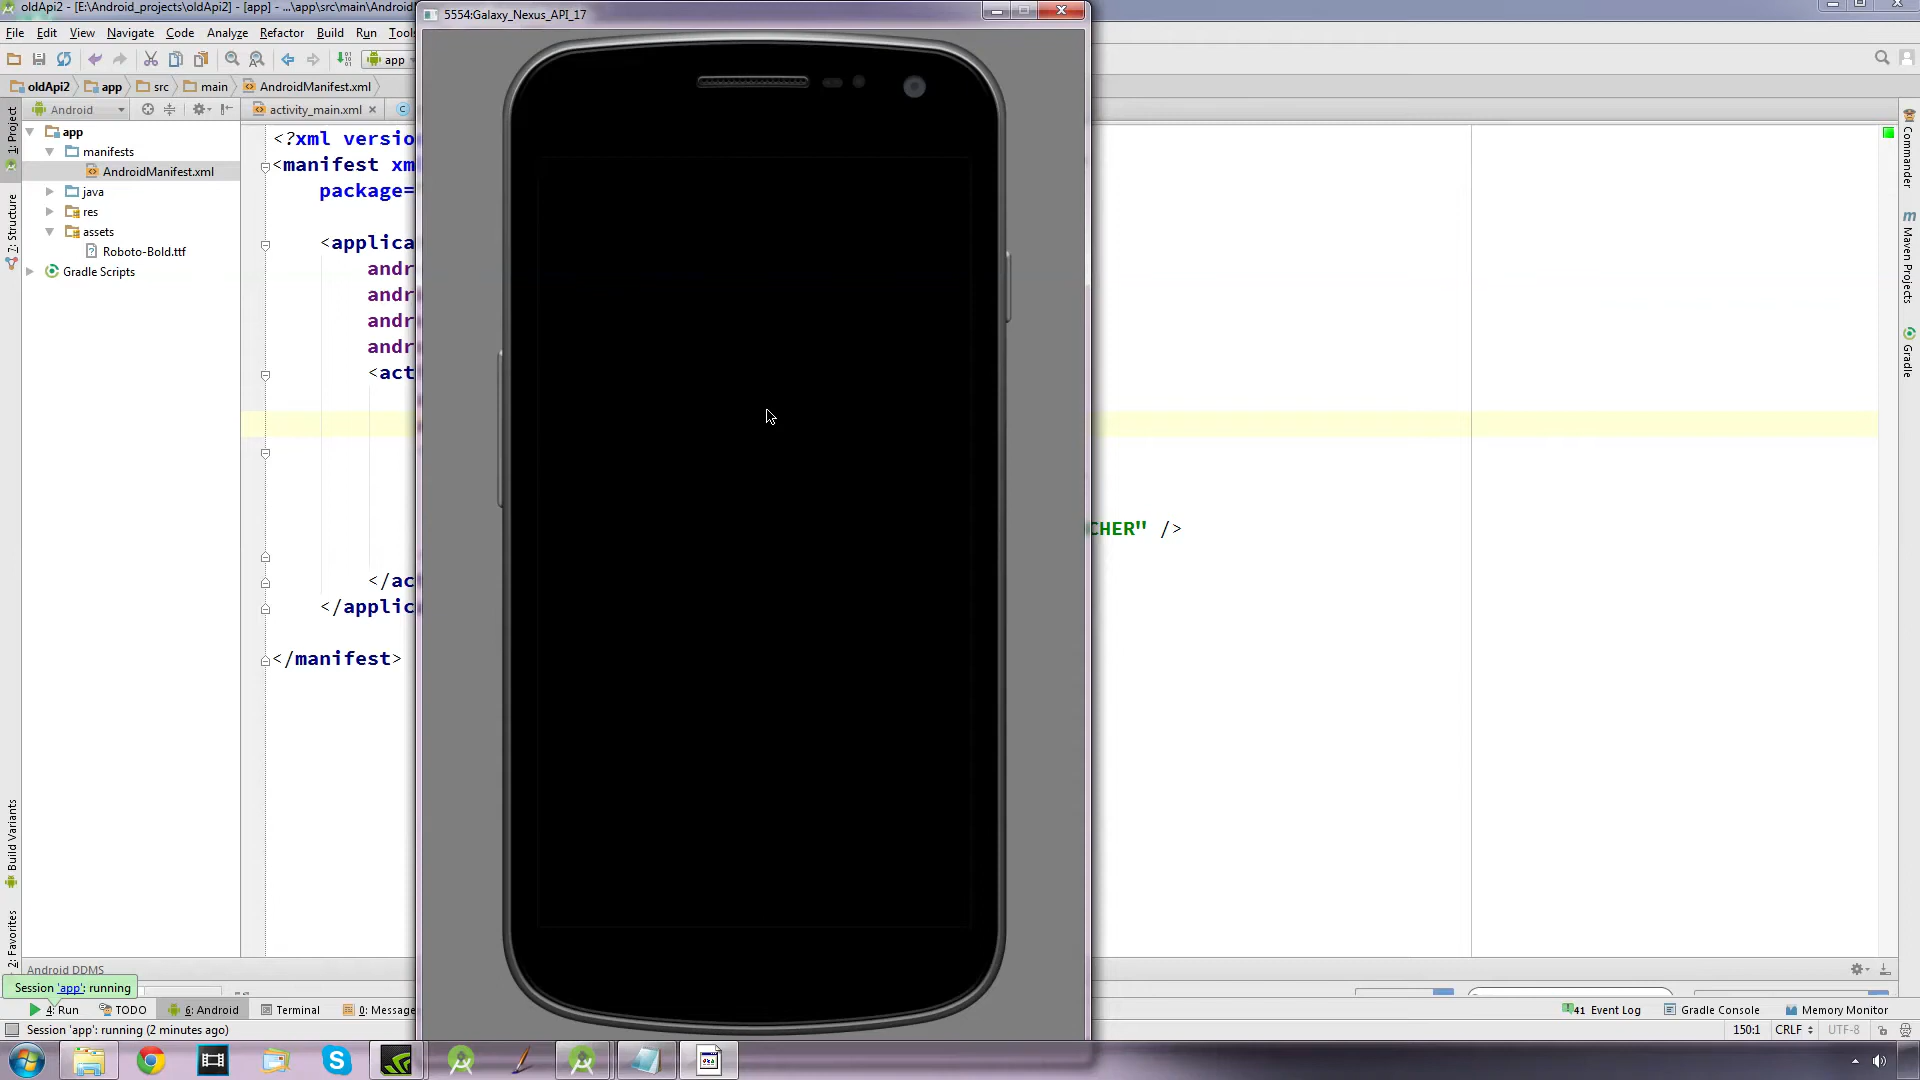 oldApi2 - [E:\Android_projects\oldApi2] - [app] - ...\app\src\main\Android
5554:Galaxy_Nexus_API_17
File Edit View Navigate Code Analyze Refactor Build Run Tools
app
oldApi2 app src main AndroidManifest.xml
Android
activity_main.xml
1: Project
7: Structure
Build Variants
2: Favorites
app
manifests
AndroidManifest.xml
java
res
assets
Roboto-Bold.ttf
Gradle Scripts
<?xml versio
<manifest xm
package=
<applica
andr
andr
andr
andr
<act
CHER" />
</ac
</applic
</manifest>
Commander
Maven Projects
Gradle
Android DDMS
Session 'app': running
4: Run TODO 6: Android Terminal 0: Message
41 Event Log Gradle Console Memory Monitor
Session 'app': running (2 minutes ago)
150:1 CRLF UTF-8